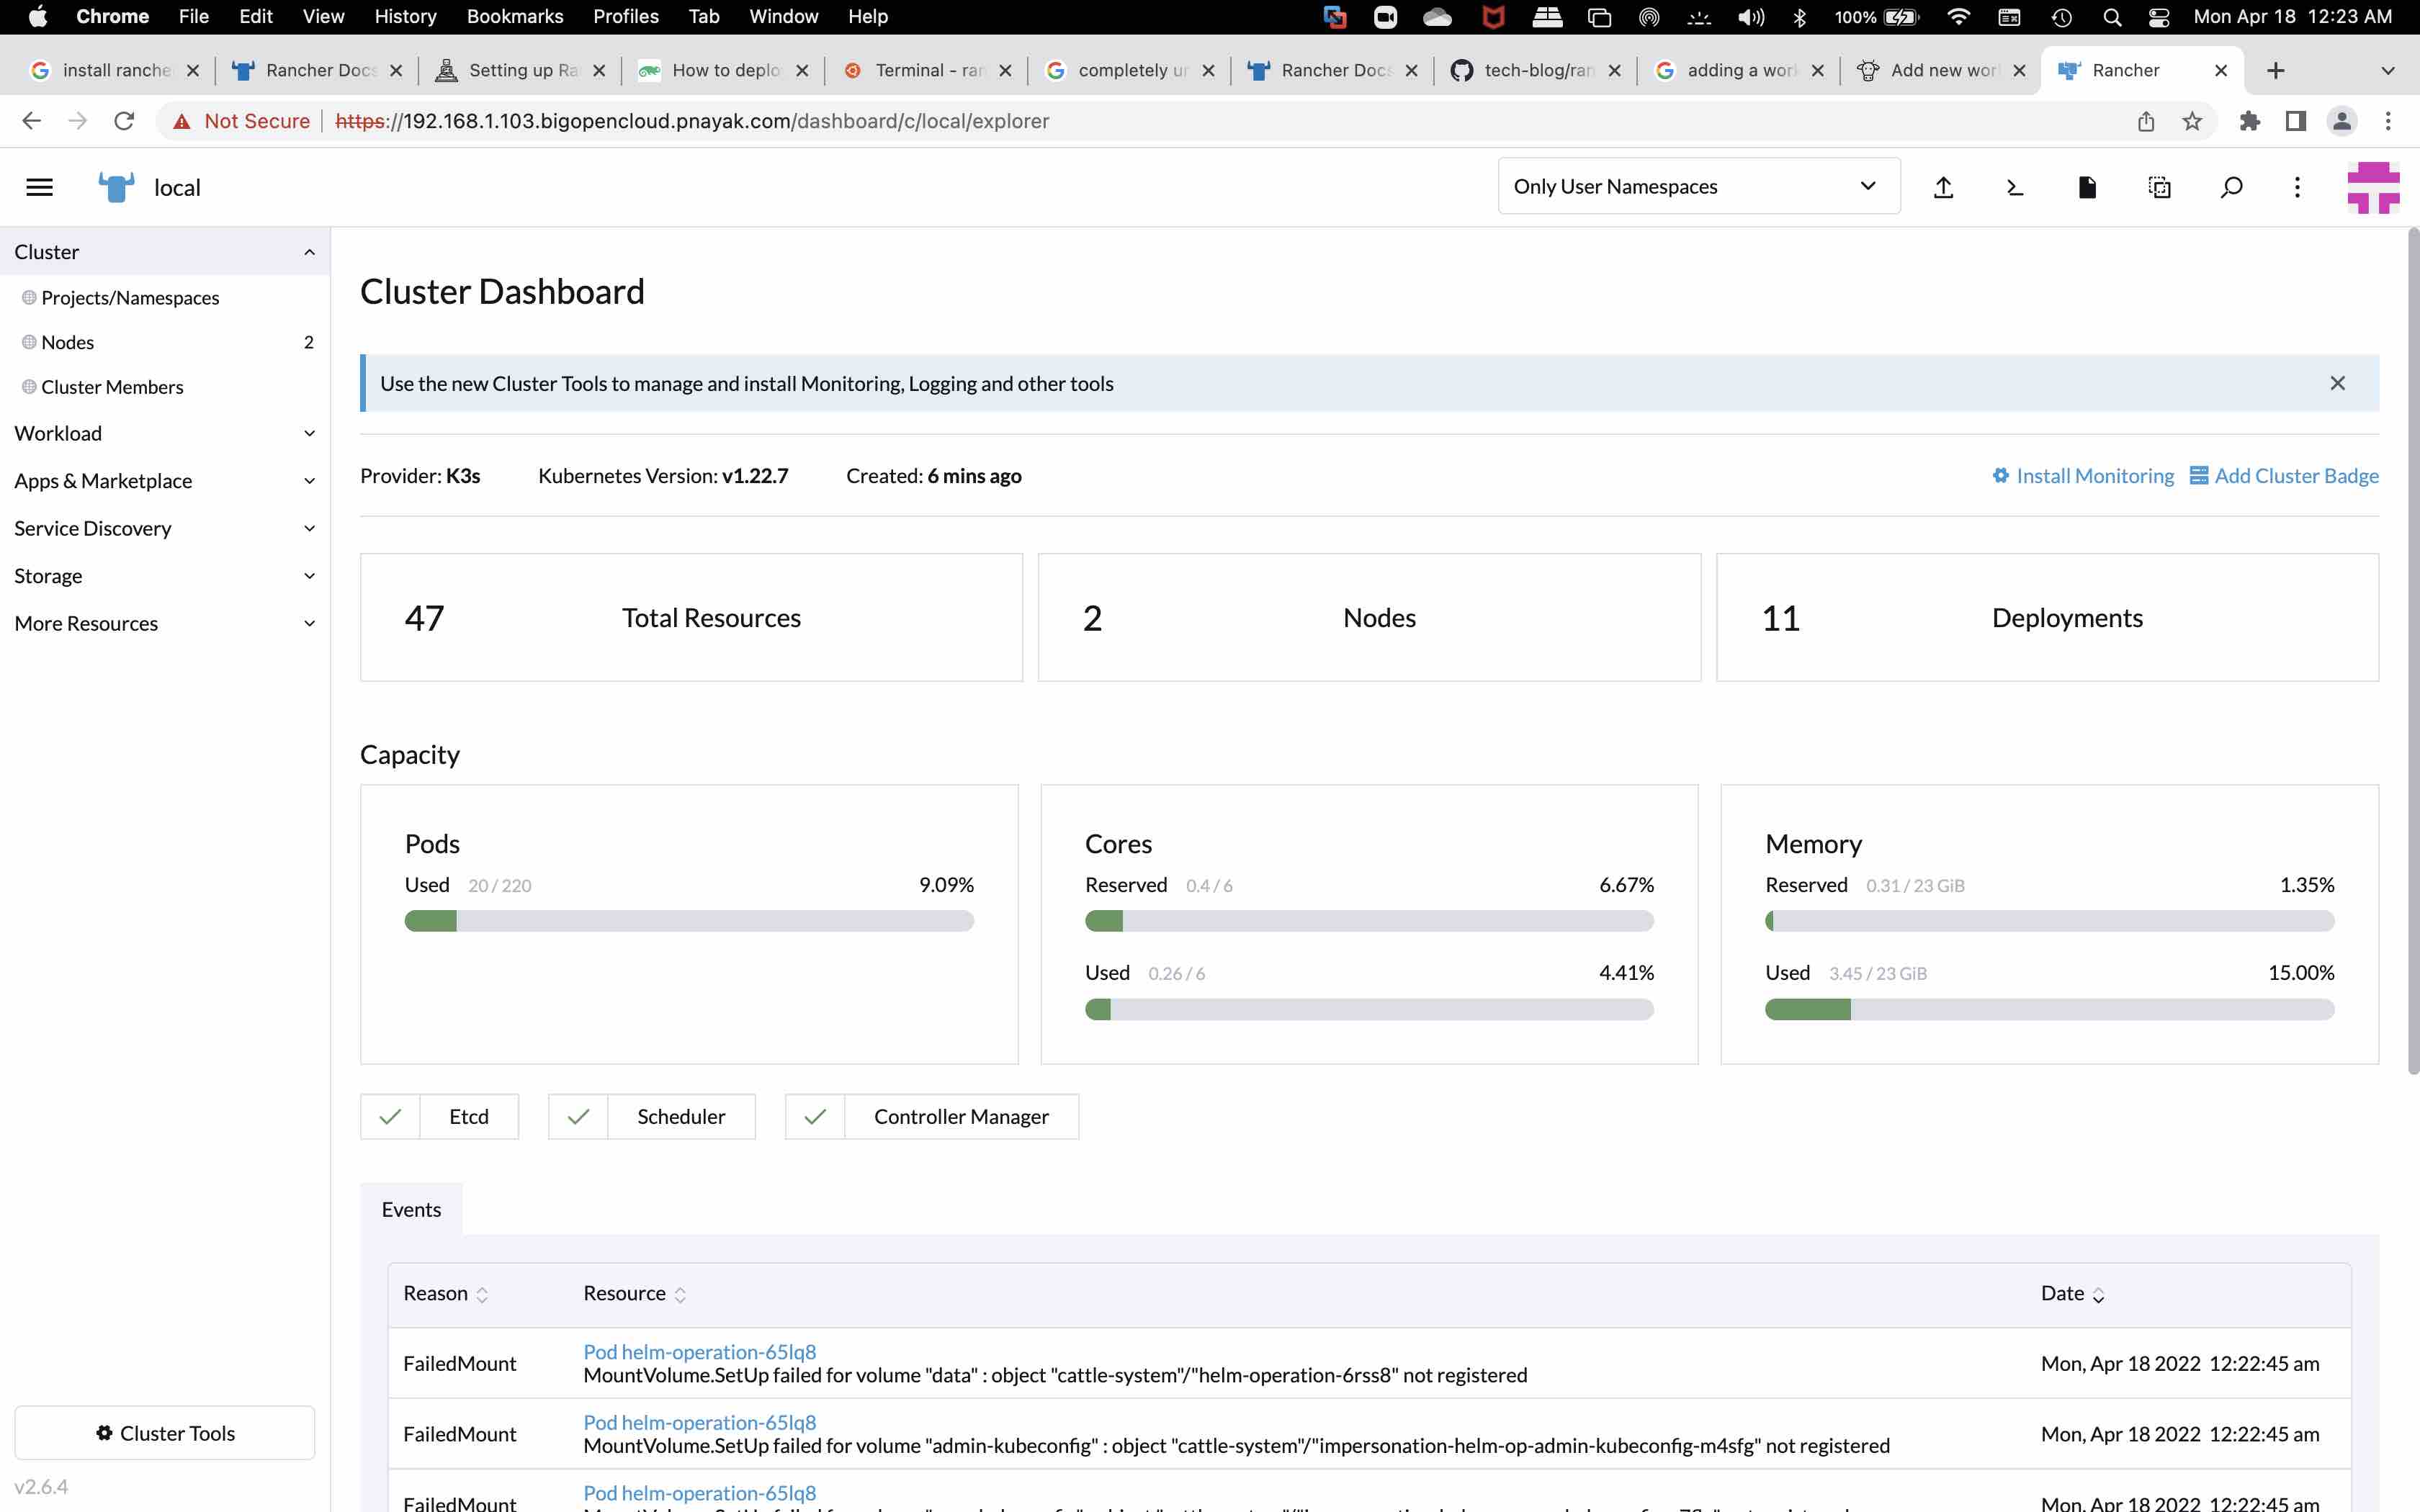 Chrome File Edit View History Bookmarks Profiles Tab Window Help 100% Mon Apr 18 12:23 AM
install ranche Rancher Docs Setting up Ra How to deplo Terminal - ran completely un Rancher Docs tech-blog/ran adding a work Add new wor Rancher
Not Secure https://192.168.1.103.bigopencloud.pnayak.com/dashboard/c/local/explorer
local Only User Namespaces
Cluster
Projects/Namespaces
Nodes 2
Cluster Members
Workload
Apps & Marketplace
Service Discovery
Storage
More Resources
Cluster Tools
v2.6.4
Cluster Dashboard
Use the new Cluster Tools to manage and install Monitoring, Logging and other tools
Provider: K3s Kubernetes Version: v1.22.7 Created: 6 mins ago Install Monitoring Add Cluster Badge
47 Total Resources 2 Nodes 11 Deployments
Capacity
Pods
Used 20 / 220 9.09%
Cores
Reserved 0.4 / 6 6.67%
Used 0.26 / 6 4.41%
Memory
Reserved 0.31 / 23 GiB 1.35%
Used 3.45 / 23 GiB 15.00%
Etcd Scheduler Controller Manager
Events
Reason Resource Date
FailedMount Pod helm-operation-65lq8 Mon, Apr 18 2022 12:22:45 am
MountVolume.SetUp failed for volume "data" : object "cattle-system"/"helm-operation-6rss8" not registered
FailedMount Pod helm-operation-65lq8 Mon, Apr 18 2022 12:22:45 am
MountVolume.SetUp failed for volume "admin-kubeconfig" : object "cattle-system"/"impersonation-helm-op-admin-kubeconfig-m4sfg" not registered
FailedMount Pod helm-operation-65lq8 Mon, Apr 18 2022 12:22:45 am